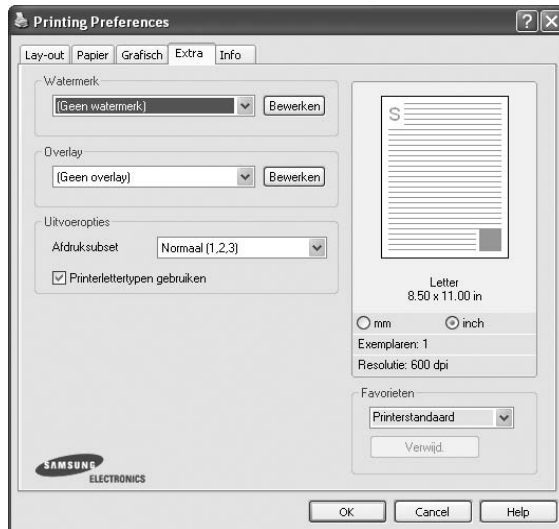 Printing Preferences
Lay-out Papier Grafisch Extra Info
Watermerk
(Geen watermerk) Bewerken
Overlay
(Geen overlay) Bewerken
Uitvoeropties
Afdruksubset Normaal (1,2,3)
Printerlettertypen gebruiken
S
Letter
8.50 x 11.00 in
mm inch
Exemplaren: 1
Resolutie: 600 dpi
Favorieten
Printerstandaard
Verwijd.
SAMSUNG
ELECTRONICS
OK Cancel Help